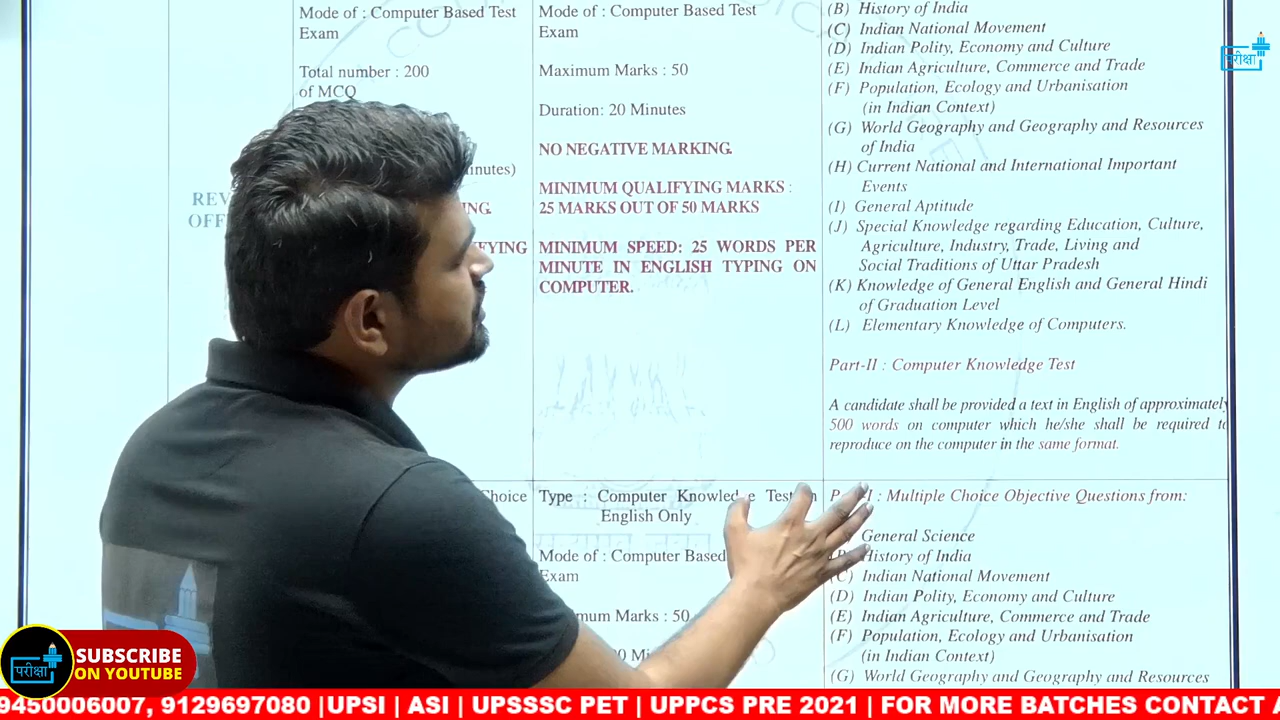 Mode of : Computer Based Test
Exam
Total number : 200
of MCQ
inutes)
NG.
FYING
REV
OFF
Choice
Mode of : Computer Based Test
Exam
Maximum Marks : 50
Duration: 20 Minutes
NO NEGATIVE MARKING.
MINIMUM QUALIFYING MARKS :
25 MARKS OUT OF 50 MARKS
MINIMUM SPEED: 25 WORDS PER
MINUTE IN ENGLISH TYPING ON
COMPUTER.
Type : Computer Knowledge Test
English Only
Mode of : Computer Based
Exam
mum Marks : 50
(B) History of India
(C) Indian National Movement
(D) Indian Polity, Economy and Culture
(E) Indian Agriculture, Commerce and Trade
(F) Population, Ecology and Urbanisation
(in Indian Context)
(G) World Geography and Geography and Resources
of India
(H) Current National and International Important
Events
(I) General Aptitude
(J) Special Knowledge regarding Education, Culture,
Agriculture, Industry, Trade, Living and
Social Traditions of Uttar Pradesh
(K) Knowledge of General English and General Hindi
of Graduation Level
(L) Elementary Knowledge of Computers.
Part-II : Computer Knowledge Test
A candidate shall be provided a text in English of approximately
500 words on computer which he/she shall be required to
reproduce on the computer in the same format.
: Multiple Choice Objective Questions from:
General Science
History of India
(C) Indian National Movement
(D) Indian Polity, Economy and Culture
(E) Indian Agriculture, Commerce and Trade
(F) Population, Ecology and Urbanisation
(in Indian Context)
(G) World Geography and Geography and Resources
परीक्षा
परीक्षा
SUBSCRIBE
ON YOUTUBE
9450006007, 9129697080 |UPSI | ASI | UPSSSC PET | UPPCS PRE 2021 | FOR MORE BATCHES CONTACT A